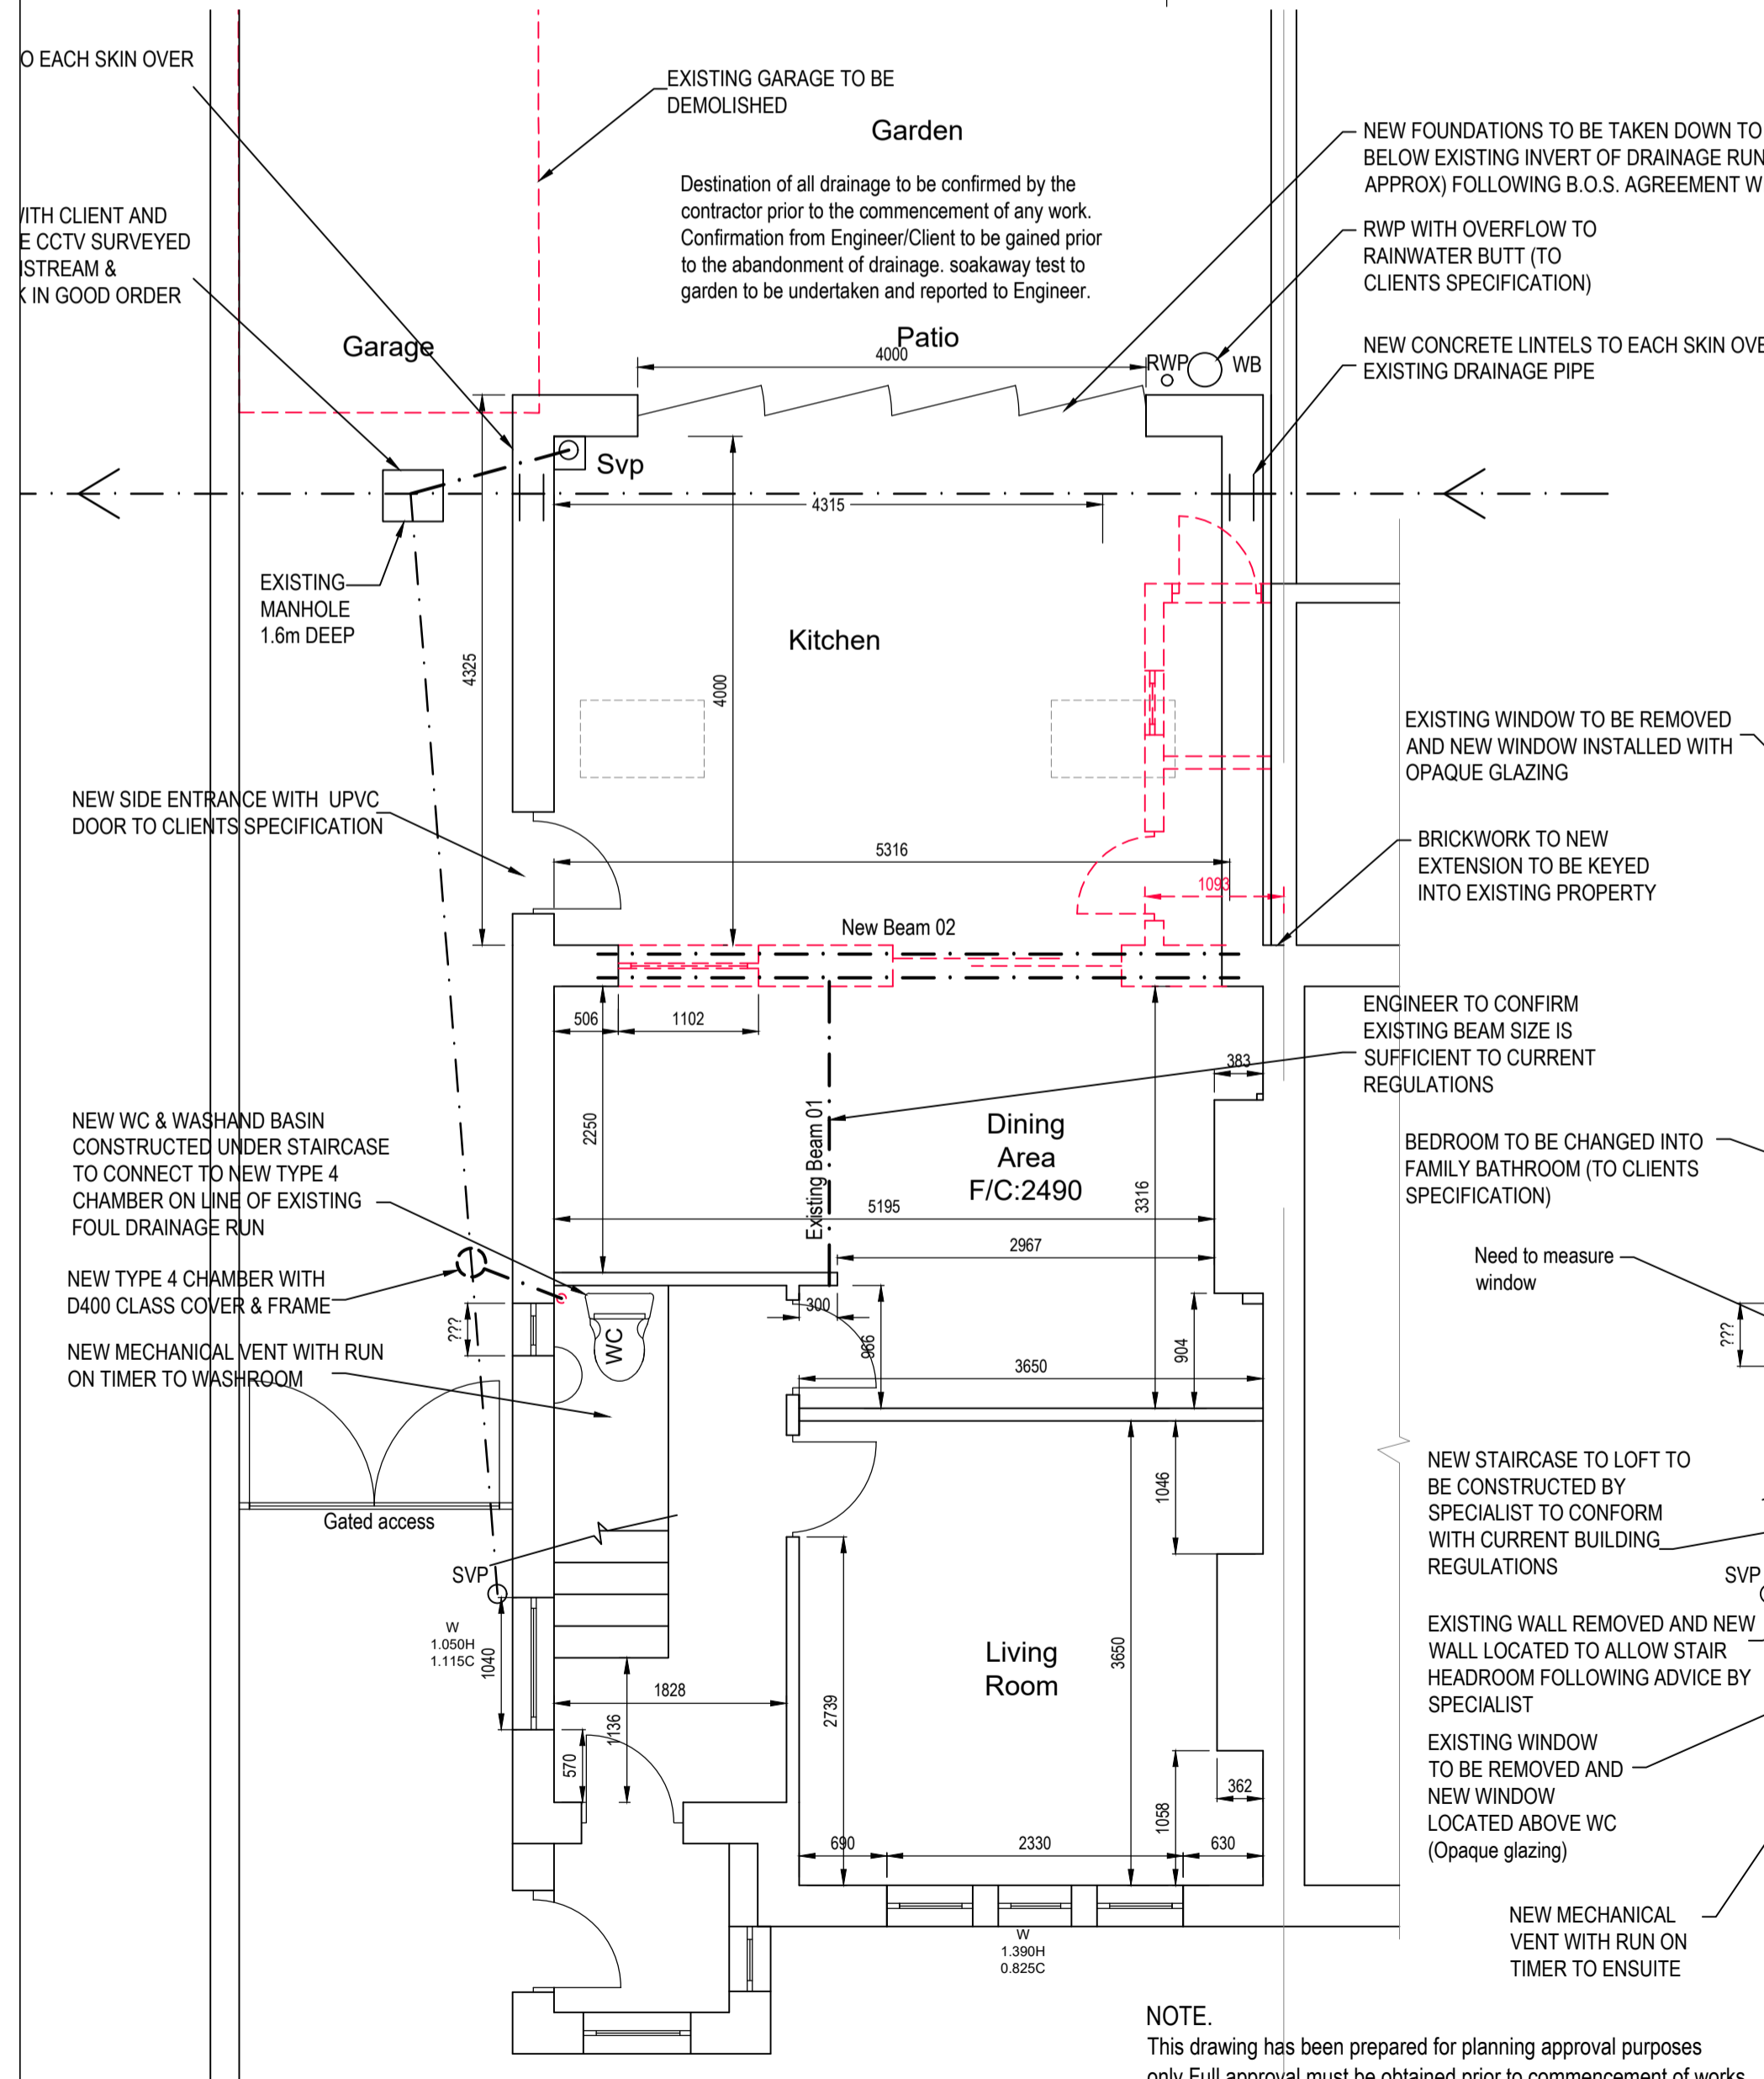 O EACH SKIN OVER
EXISTING GARAGE TO BE
DEMOLISHED
Garden
Destination of all drainage to be confirmed by the
contractor prior to the commencement of any work.
Confirmation from Engineer/Client to be gained prior
to the abandonment of drainage. soakaway test to
garden to be undertaken and reported to Engineer.
NEW FOUNDATIONS TO BE TAKEN DOWN TO
BELOW EXISTING INVERT OF DRAINAGE RUN
APPROX) FOLLOWING B.O.S. AGREEMENT W
WITH CLIENT AND
E CCTV SURVEYED
STREAM &
IN GOOD ORDER
RWP WITH OVERFLOW TO
RAINWATER BUTT (TO
CLIENTS SPECIFICATION)
Garage
Patio
4000
RWP
WB
NEW CONCRETE LINTELS TO EACH SKIN OVE
EXISTING DRAINAGE PIPE
Svp
4315
EXISTING
MANHOLE
1.6m DEEP
Kitchen
4325
4000
EXISTING WINDOW TO BE REMOVED
AND NEW WINDOW INSTALLED WITH
OPAQUE GLAZING
NEW SIDE ENTRANCE WITH UPVC
DOOR TO CLIENTS SPECIFICATION
5316
1093
BRICKWORK TO NEW
EXTENSION TO BE KEYED
INTO EXISTING PROPERTY
New Beam 02
506
1102
383
ENGINEER TO CONFIRM
EXISTING BEAM SIZE IS
SUFFICIENT TO CURRENT
REGULATIONS
2250
Existing Beam 01
Dining
Area
F/C:2490
3316
NEW WC & WASHAND BASIN
CONSTRUCTED UNDER STAIRCASE
TO CONNECT TO NEW TYPE 4
CHAMBER ON LINE OF EXISTING
FOUL DRAINAGE RUN
BEDROOM TO BE CHANGED INTO
FAMILY BATHROOM (TO CLIENTS
SPECIFICATION)
5195
2967
Need to measure
window
NEW TYPE 4 CHAMBER WITH
D400 CLASS COVER & FRAME
???
WC
300
966
904
???
NEW MECHANICAL VENT WITH RUN
ON TIMER TO WASHROOM
3650
1046
Gated access
NEW STAIRCASE TO LOFT TO
BE CONSTRUCTED BY
SPECIALIST TO CONFORM
WITH CURRENT BUILDING
REGULATIONS
SVP
SVP
W
1.050H
1.115C
1040
EXISTING WALL REMOVED AND NEW
WALL LOCATED TO ALLOW STAIR
HEADROOM FOLLOWING ADVICE BY
SPECIALIST
Living
Room
3650
1828
2739
1136
570
EXISTING WINDOW
TO BE REMOVED AND
NEW WINDOW
LOCATED ABOVE WC
(Opaque glazing)
362
1058
690
2330
630
W
1.390H
0.825C
NEW MECHANICAL
VENT WITH RUN ON
TIMER TO ENSUITE
NOTE.
This drawing has been prepared for planning approval purposes
only Full approval must be obtained prior to commencement of works